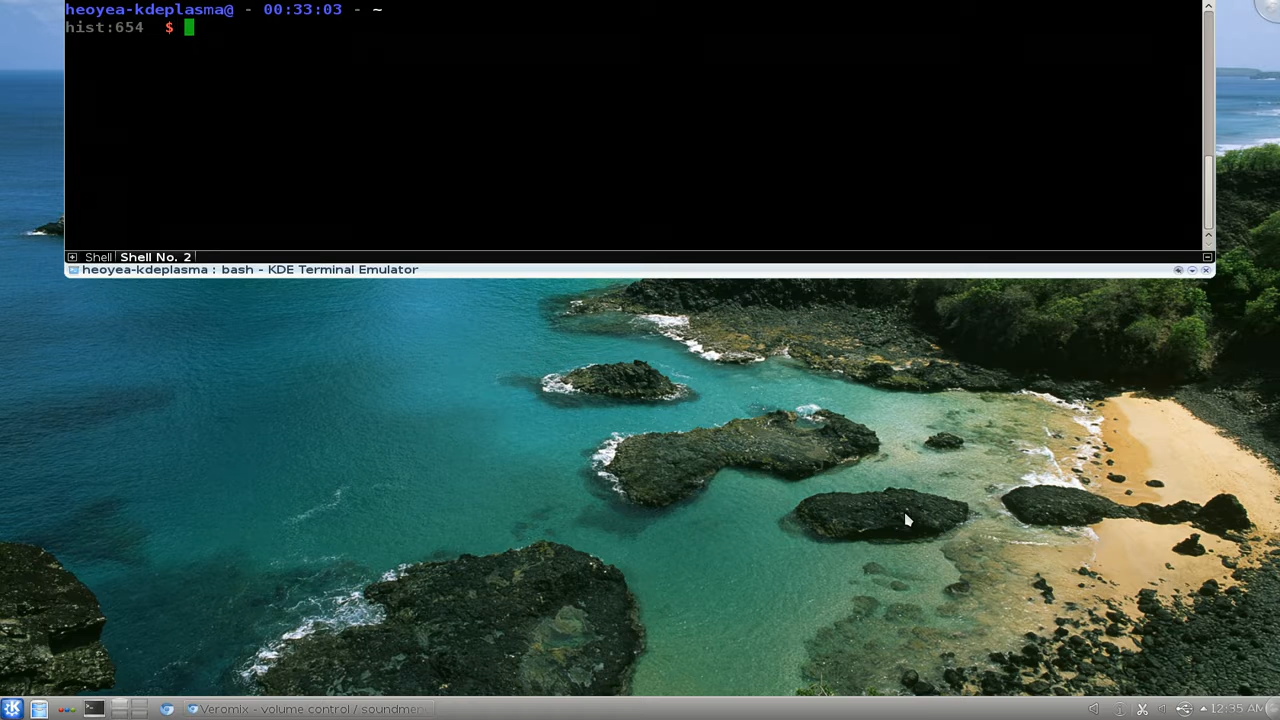 heoyea-kdeplasma@ - 00:33:03 - ~
hist:654 $
Shell Shell No. 2
heoyea-kdeplasma : bash - KDE Terminal Emulator
Veromix - volume control / soundmen
12:35 AM